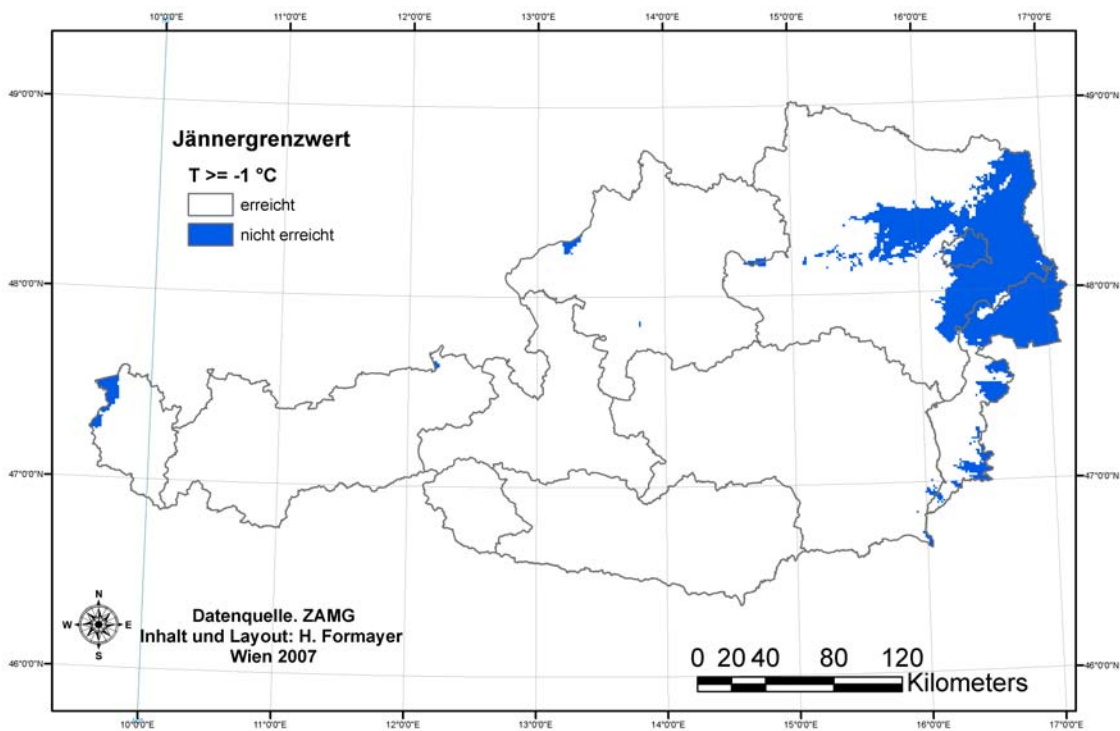 10°0'0"E 11°0'0"E 12°0'0"E 13°0'0"E 14°0'0"E 15°0'0"E 16°0'0"E 17°0'0"E
49°0'0"N 49°0'0"N
Jännergrenzwert
T >= -1 °C
erreicht
nicht erreicht
48°0'0"N 48°0'0"N
47°0'0"N 47°0'0"N
N
W E
S
Datenquelle. ZAMG
Inhalt und Layout: H. Formayer
Wien 2007
0 20 40 80 120
Kilometers
46°0'0"N 46°0'0"N
10°0'0"E 11°0'0"E 12°0'0"E 13°0'0"E 14°0'0"E 15°0'0"E 16°0'0"E 17°0'0"E